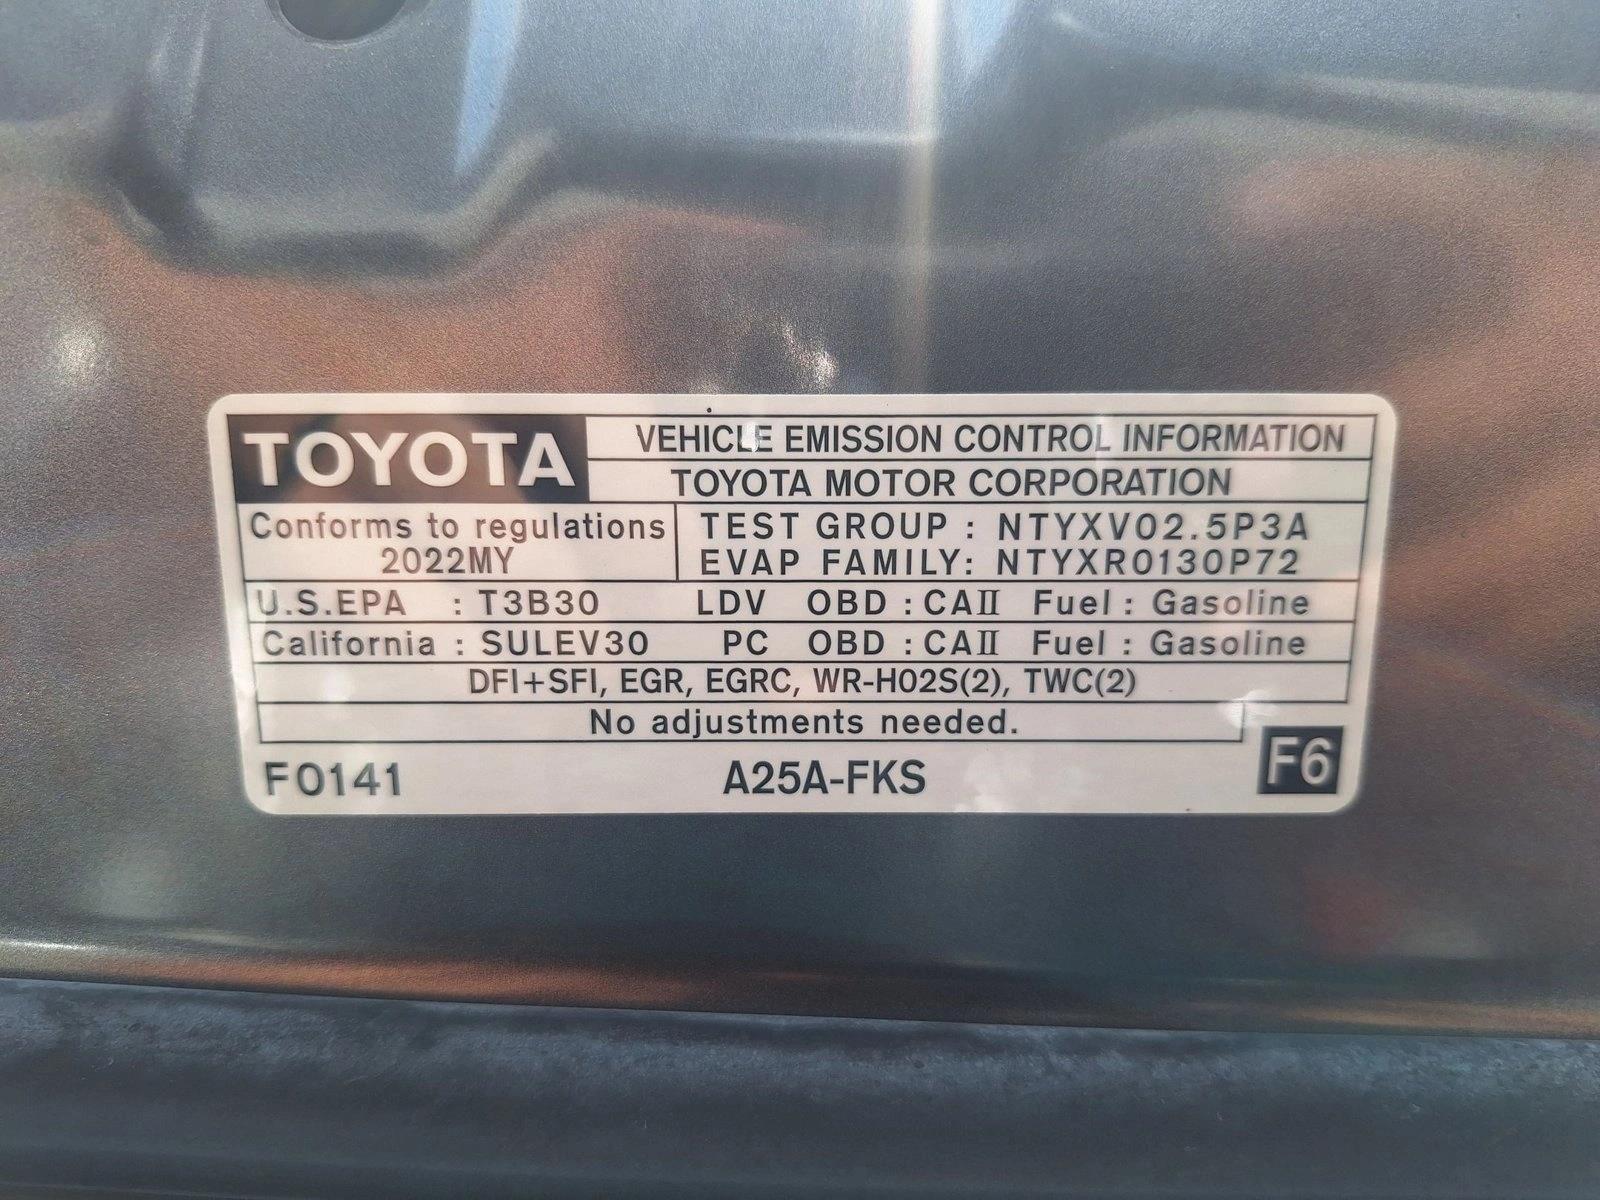 TOYOTA
VEHICLE EMISSION CONTROL INFORMATION
TOYOTA MOTOR CORPORATION
Conforms to regulations
2022MY
TEST GROUP : NTYXV02.5P3A
EVAP FAMILY: NTYXR0130P72
U.S.EPA : T3B30 LDV OBD : CAII Fuel : Gasoline
California : SULEV30 PC OBD : CAII Fuel : Gasoline
DFI+SFI, EGR, EGRC, WR-HO2S(2), TWC(2)
No adjustments needed.
F0141 A25A-FKS F6